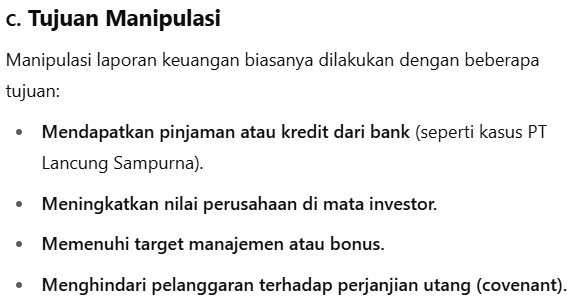 c. Tujuan Manipulasi
Manipulasi laporan keuangan biasanya dilakukan dengan beberapa
tujuan:
• Mendapatkan pinjaman atau kredit dari bank (seperti kasus PT
Lancung Sampurna).
• Meningkatkan nilai perusahaan di mata investor.
• Memenuhi target manajemen atau bonus.
• Menghindari pelanggaran terhadap perjanjian utang (covenant).